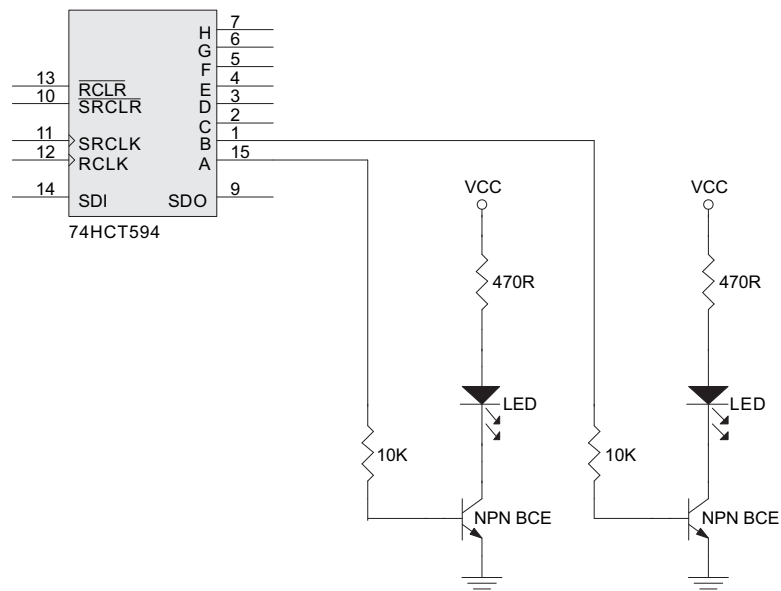 7
H
6
G
5
F
13
4
RCLR
E
10
3
SRCLR
D
2
C
11
1
SRCLK
B
12
15
RCLK
A
14
9
SDI
SDO
74HCT594
VCC
VCC
470R
470R
LED
LED
10K
10K
NPN BCE
NPN BCE